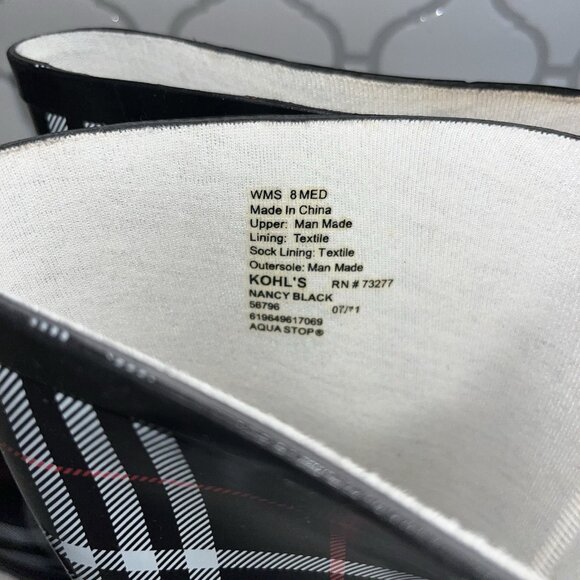 WMS 8 MED
Made In China
Upper: Man Made
Lining: Textile
Sock Lining: Textile
Outersole: Man Made
KOHL'S RN # 73277
NANCY BLACK
56796
619649617069
AQUA STOP®